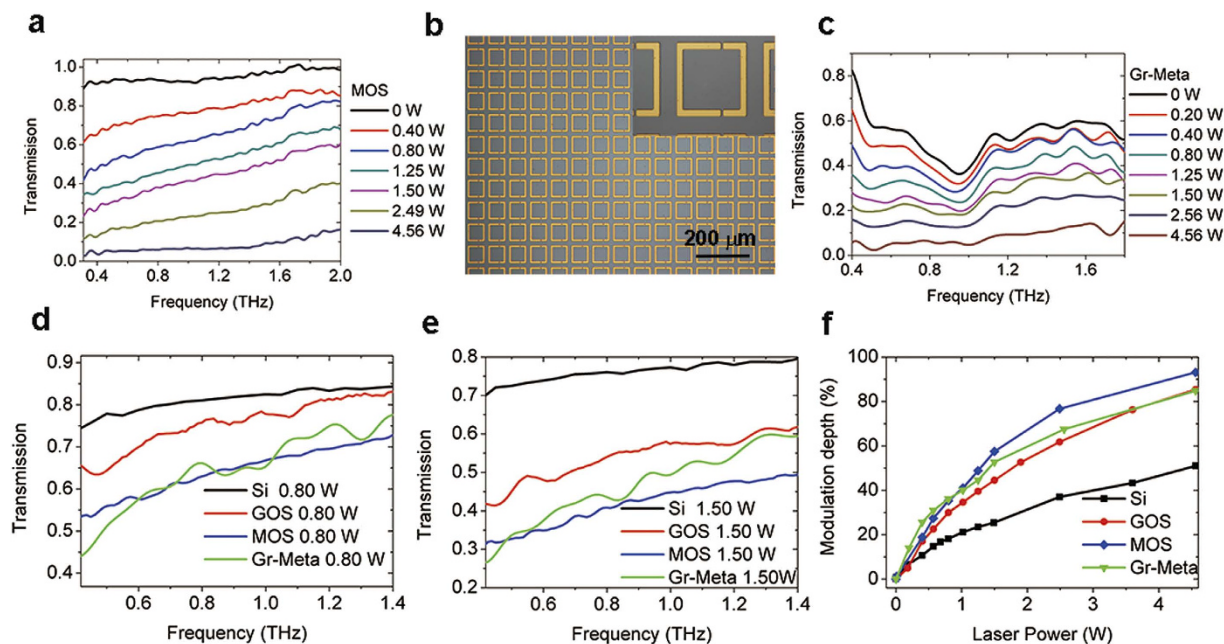 a
Transmisison
1.0
0.8
0.6
0.4
0.2
0.0
0.4
0.8
1.2
1.6
2.0
Frequency (THz)
MOS
0 W
0.40 W
0.80 W
1.25 W
1.50 W
2.49 W
4.56 W
b
200 μm
c
Transmission
0.8
0.6
0.4
0.2
0.0
0.4
0.8
1.2
1.6
Frequency (THz)
Gr-Meta
0 W
0.20 W
0.40 W
0.80 W
1.25 W
1.50 W
2.56 W
4.56 W
d
Transmission
0.9
0.8
0.7
0.6
0.5
0.4
0.6
0.8
1.0
1.2
1.4
Frequency (THz)
Si 0.80 W
GOS 0.80 W
MOS 0.80 W
Gr-Meta 0.80 W
e
Transmission
0.8
0.7
0.6
0.5
0.4
0.3
0.2
0.6
0.8
1.0
1.2
1.4
Frequency (THz)
Si 1.50 W
GOS 1.50 W
MOS 1.50 W
Gr-Meta 1.50W
f
Modulation depth (%)
100
80
60
40
20
0
0
1
2
3
4
Laser Power (W)
Si
GOS
MOS
Gr-Meta